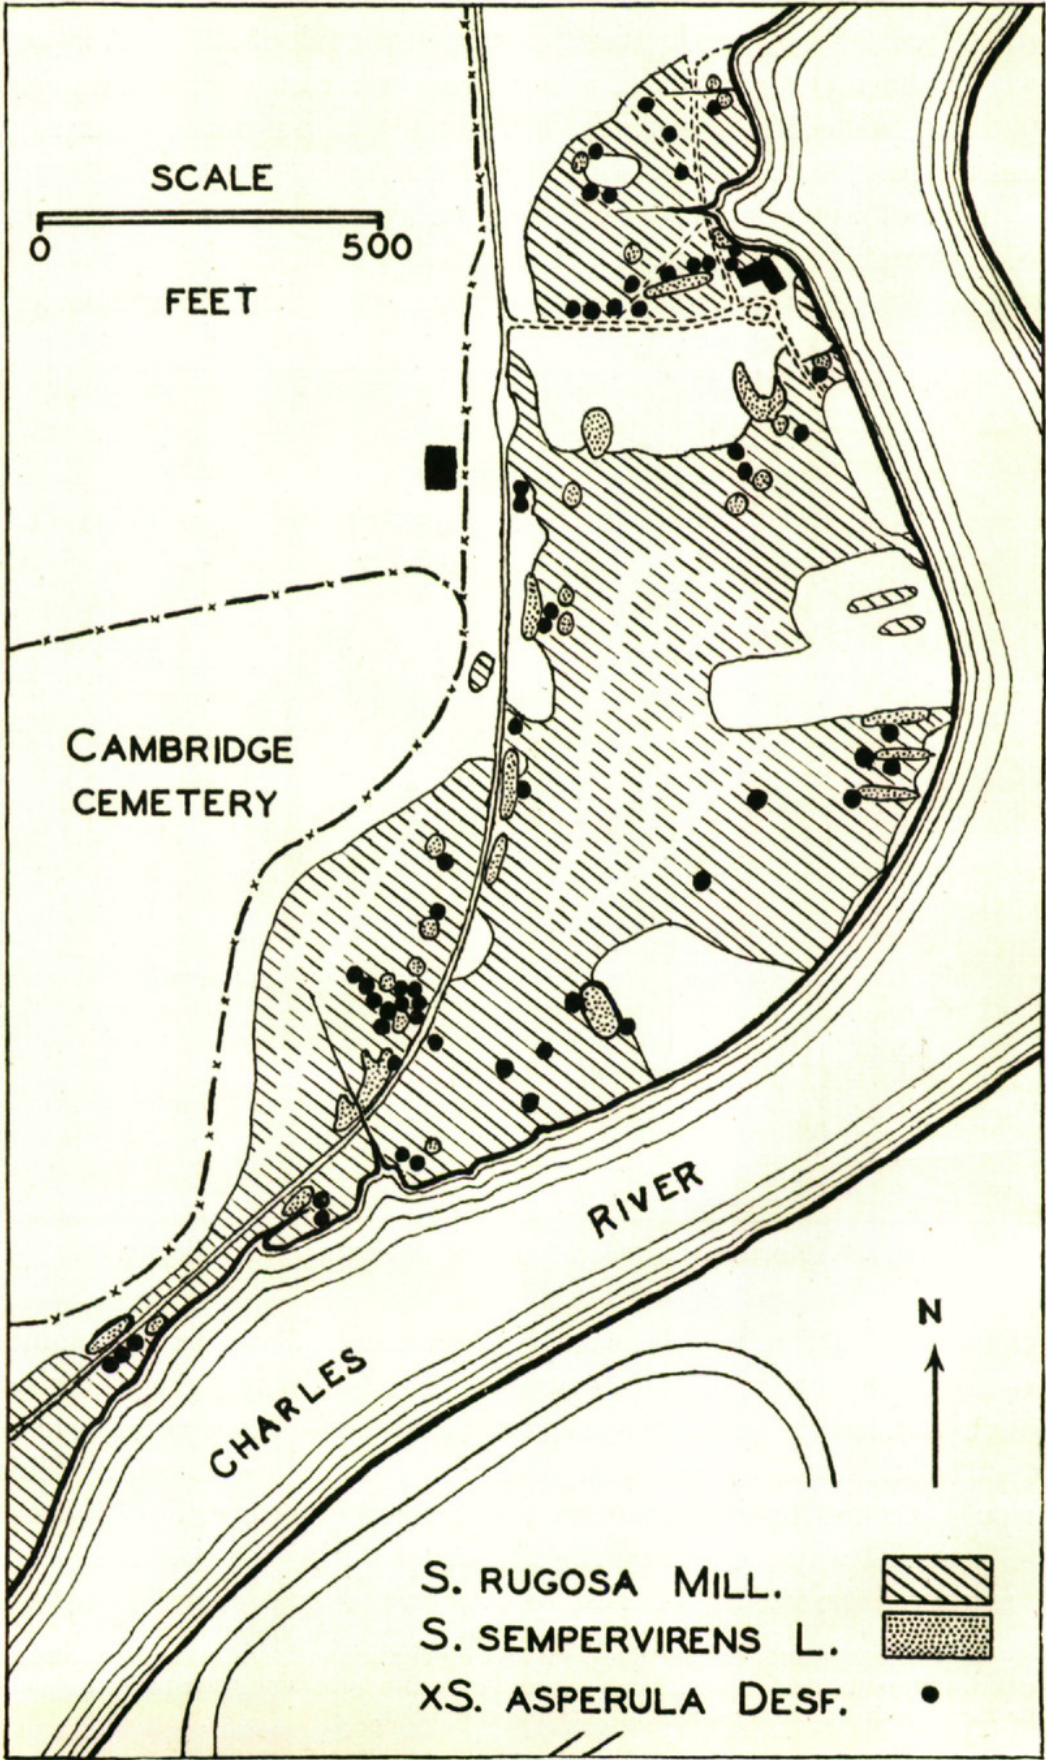 SCALE
0 500
FEET
CAMBRIDGE
CEMETERY
RIVER
CHARLES
N
S. RUGOSA MILL.
S. SEMPERVIRENS L.
xS. ASPERULA DESF.